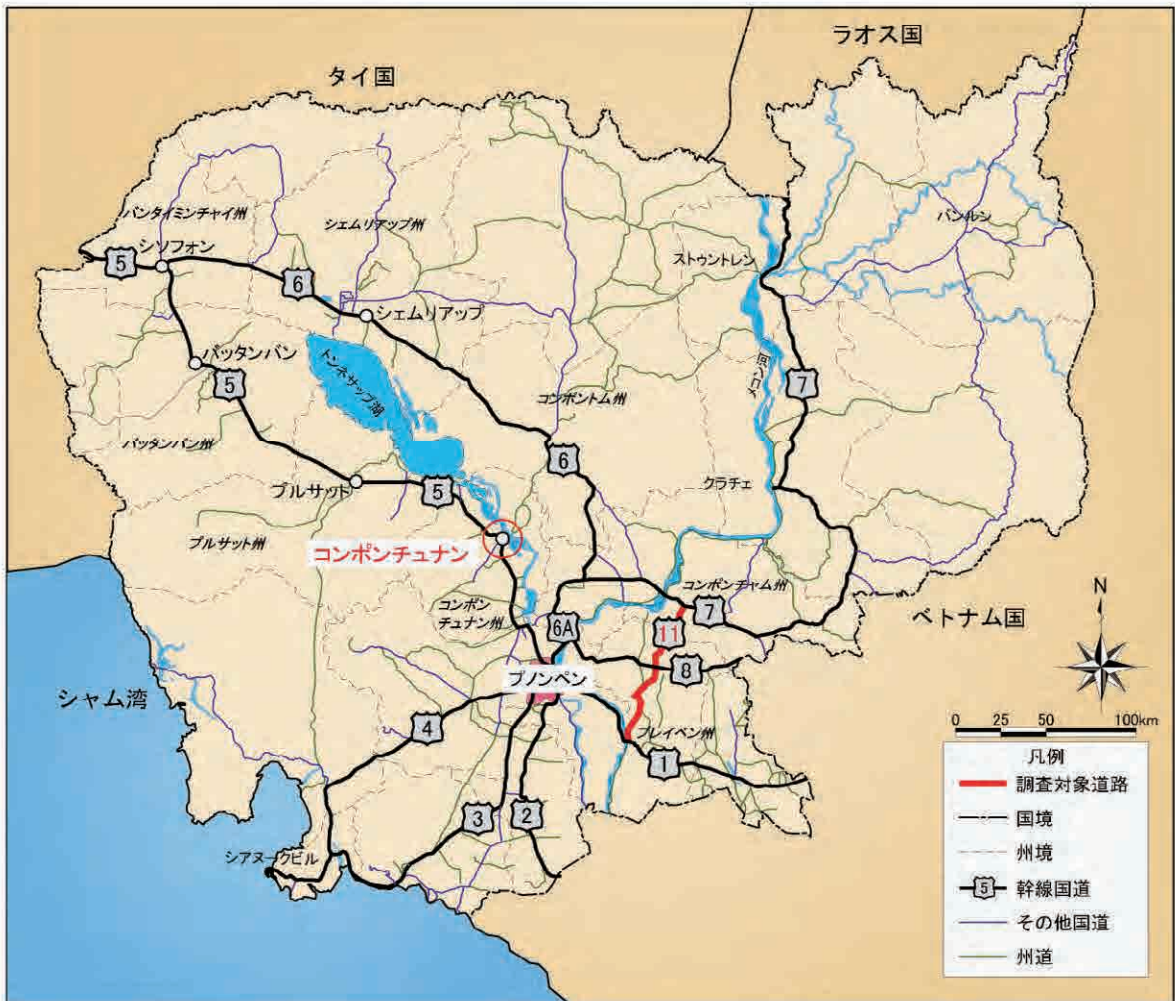 ラオス国
タイ国
バンタイミンチャイ州
シェムリアップ州
バンルン
シソフォン
ストゥントレン
5
6
シェムリアップ
バッタンバン
トンネサップ湖
メコン河
5
7
コンポントム州
バッタンバン州
6
クラチェ
プルサット
5
プルサット州
コンポンチュナン
コンポンチャム州
コンポン
チュナン州
7
ベトナム国
N
6A
11
8
プノンペン
シャム湾
4
プレイベン州
0 25 50 100km
1
凡例
調査対象道路
3
2
国境
州境
シアヌークビル
5 幹線国道
その他国道
州道